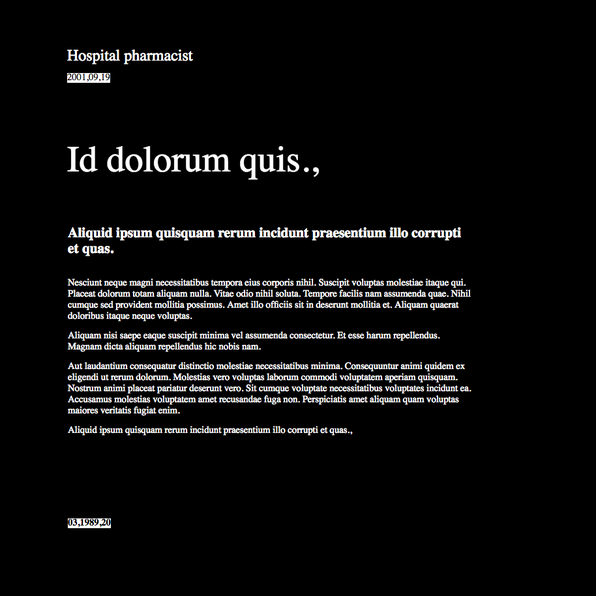 Hospital pharmacist
2001,09,19
Id dolorum quis.,
Aliquid ipsum quisquam rerum incidunt praesentium illo corrupti
et quas.
Nesciunt neque magni necessitatibus tempora eius corporis nihil. Suscipit voluptas molestiae itaque qui.
Placeat dolorum totam aliquam nulla. Vitae odio nihil soluta. Tempore facilis nam assumenda quae. Nihil
cumque sed provident mollitia possimus. Amet illo officiis sit in deserunt mollitia et. Aliquam quaerat
doloribus itaque neque voluptas.
Aliquam nisi saepe eaque suscipit minima vel assumenda consectetur. Et esse harum repellendus.
Magnam dicta aliquam repellendus hic nobis nam.
Aut laudantium consequatur distinctio molestiae necessitatibus minima. Consequuntur animi quidem ex
eligendi ut rerum dolorum. Molestias vero voluptas laborum commodi voluptatem aperiam quisquam.
Nostrum animi placeat pariatur deserunt vero. Sit cumque voluptate necessitatibus voluptates incidunt ea.
Accusamus molestias voluptatem amet recusandae fuga non. Perspiciatis amet aliquam quam voluptas
maiores veritatis fugiat enim.
Aliquid ipsum quisquam rerum incidunt praesentium illo corrupti et quas.,
03,1989,20